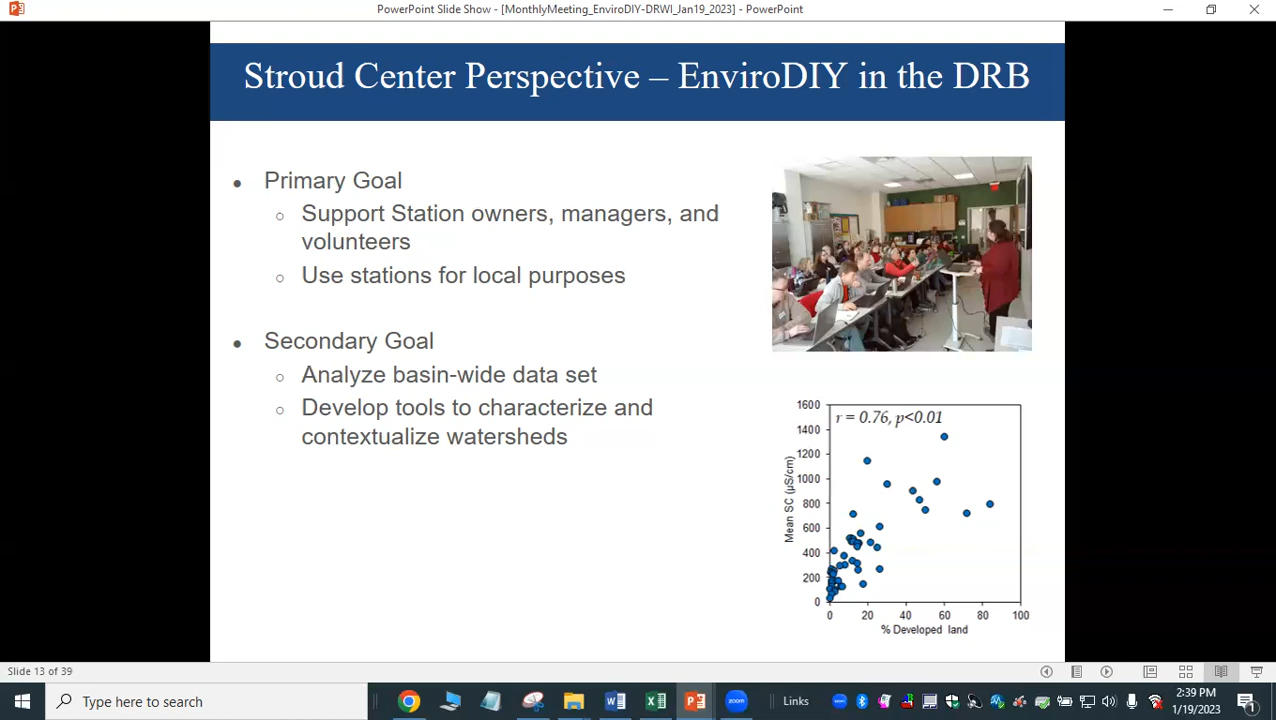 PowerPoint Slide Show - [MonthlyMeeting_EnviroDIY-DRWI_Jan19_2023] - PowerPoint
Stroud Center Perspective – EnviroDIY in the DRB
● Primary Goal
○ Support Station owners, managers, and
volunteers
○ Use stations for local purposes
● Secondary Goal
○ Analyze basin-wide data set
○ Develop tools to characterize and
contextualize watersheds
r = 0.76, p<0.01
Mean SC (µS/cm)
1600
1400
1200
1000
800
600
400
200
0
0 20 40 60 80 100
% Developed land
Slide 13 of 39
Type here to search
Links
zoom
2:39 PM
1/19/2023
1